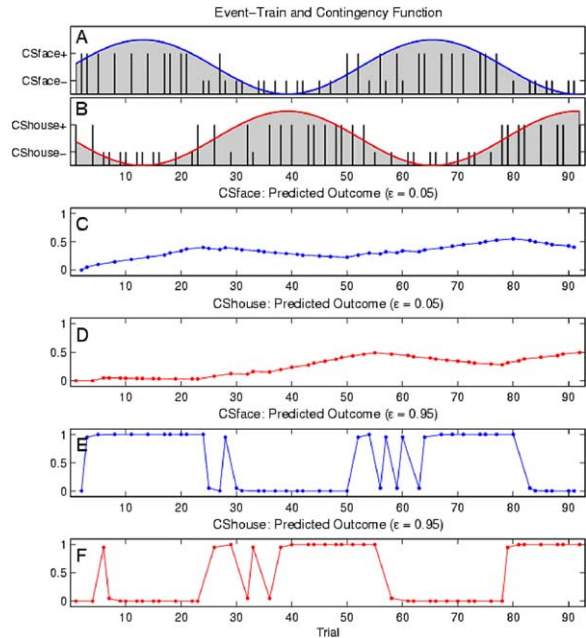 Event-Train and Contingency Function
A
CSface+
CSface-
B
CShouse+
CShouse-
10 20 30 40 50 60 70 80 90
CSface: Predicted Outcome (ε = 0.05)
C
1
0.5
0
10 20 30 40 50 60 70 80 90
CShouse: Predicted Outcome (ε = 0.05)
D
1
0.5
0
10 20 30 40 50 60 70 80 90
CSface: Predicted Outcome (ε = 0.95)
E
1
0.5
0
10 20 30 40 50 60 70 80 90
CShouse: Predicted Outcome (ε = 0.95)
F
1
0.5
0
10 20 30 40 50 60 70 80 90
Trial